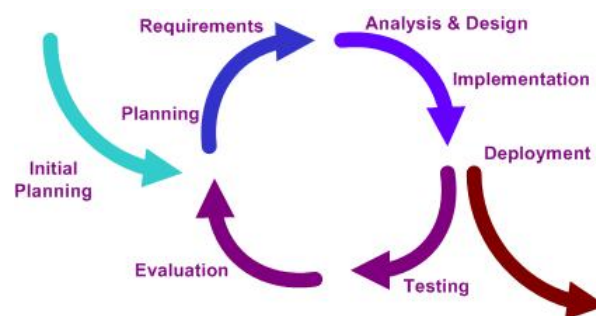 Requirements
Analysis & Design
Implementation
Planning
Deployment
Initial
Planning
Evaluation
Testing